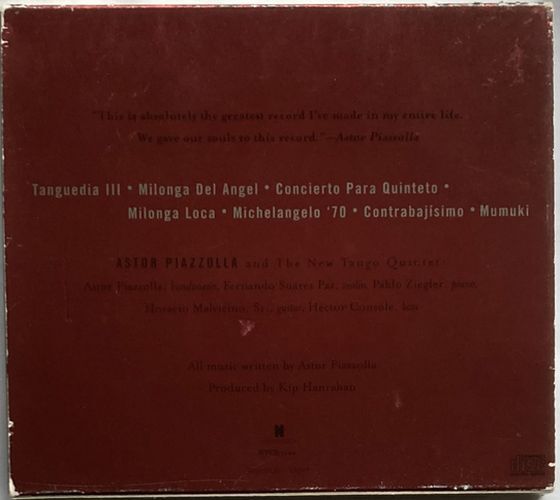 "This is absolutely the greatest record I've made in my entire life.
We gave our souls to this record."—Astor Piazzolla
Tanguedia III • Milonga Del Angel • Concierto Para Quinteto •
Milonga Loca • Michelangelo '70 • Contrabajísimo • Mumuki
ASTOR PIAZZOLLA and The New Tango Quintet:
Astor Piazzolla, bandoneón, Fernando Suarez Paz, violin, Pablo Ziegler, piano,
Horacio Malvicino, Sr., guitar, Héctor Console, bass
All music written by Astor Piazzolla
Produced by Kip Hanrahan